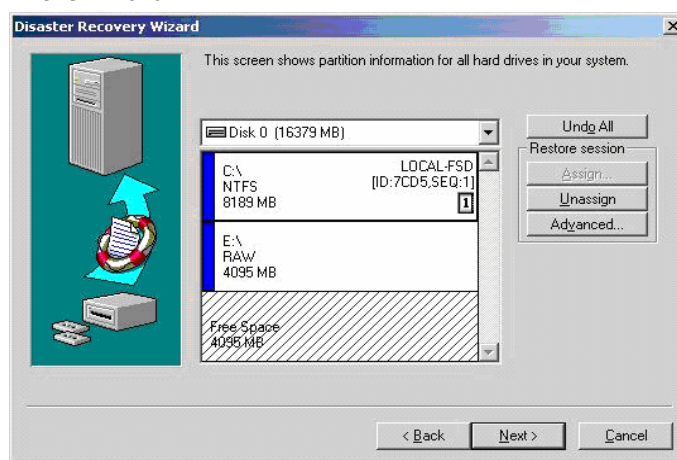 Disaster Recovery Wizard
This screen shows partition information for all hard drives in your system.
Disk 0 (16379 MB)
Undo All
Restore session
C:\
NTFS
8189 MB
LOCAL-FSD
[ID:7CD5,SEQ:1]
1
Assign...
Unassign
Advanced...
E:\
RAW
4095 MB
Free Space
4095 MB
< Back
Next >
Cancel